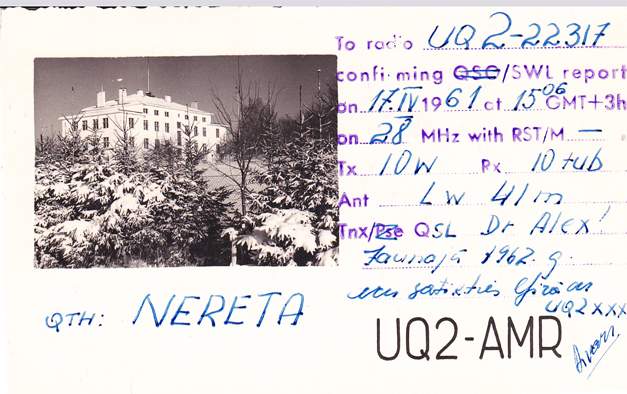 To radio UQ2-22317
confirming QSO/SWL report
on 17.IV 1961 at 15 06 GMT+3h
on 28 MHz with RST/M —
Tx 10W Rx 10 tub
Ant LW 41m
Tnx/Pse QSL Dr Alex!
Jaunajā 1962. g.
UQ2XXX
QTH: NERETA
UQ2-AMR